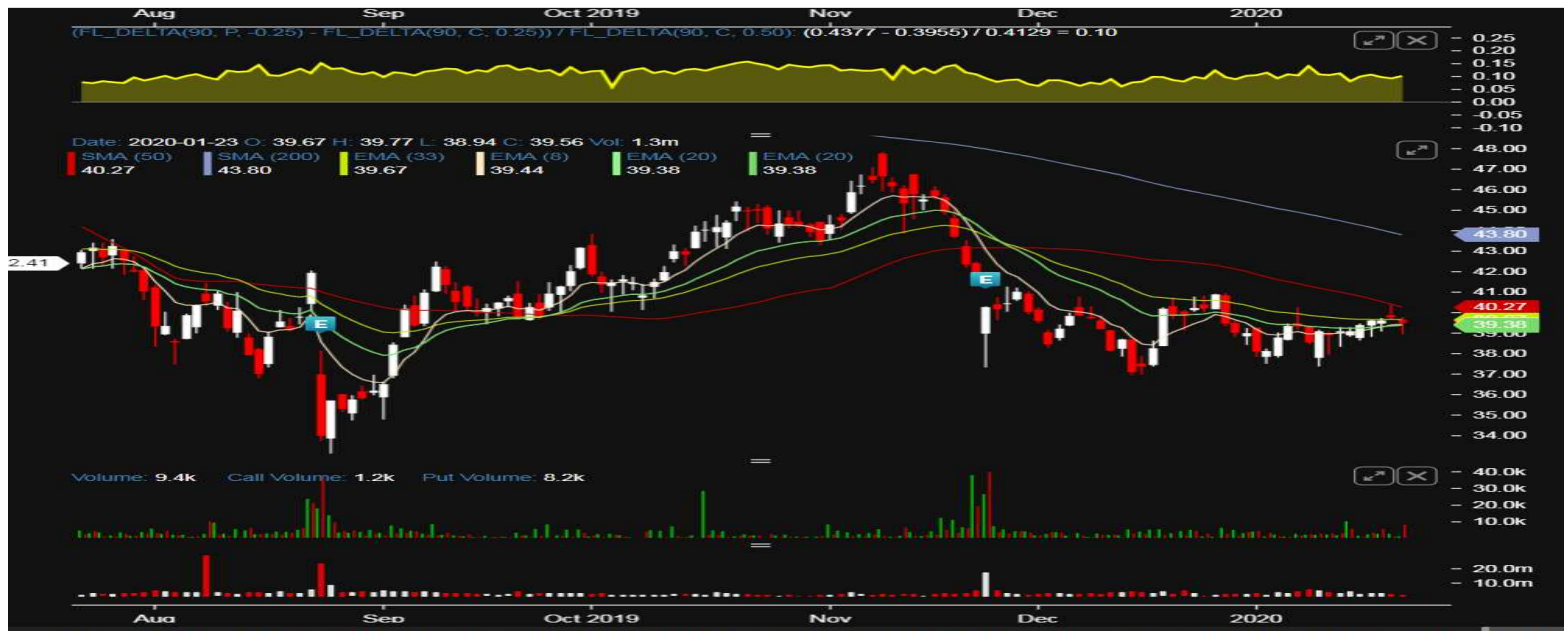 Aug Sep Oct 2019 Nov Dec 2020
(FL_DELTA(90, P, -0.25) - FL_DELTA(90, C, 0.25)) / FL_DELTA(90, C, 0.50): (0.4377 - 0.3955) / 0.4129 = 0.10
0.25
0.20
0.15
0.10
0.05
0.00
-0.05
-0.10
Date: 2020-01-23 O: 39.67 H: 39.77 L: 38.94 C: 39.56 Vol: 1.3m
SMA (50) SMA (200) EMA (33) EMA (8) EMA (20) EMA (20)
40.27 43.80 39.67 39.44 39.38 39.38
48.00
47.00
46.00
45.00
43.80
43.00
2.41
42.00
41.00
40.27
39.38
39.00
38.00
37.00
36.00
35.00
34.00
E
E
Volume: 9.4k Call Volume: 1.2k Put Volume: 8.2k
40.0k
30.0k
20.0k
10.0k
20.0m
10.0m
Aug Sep Oct 2019 Nov Dec 2020